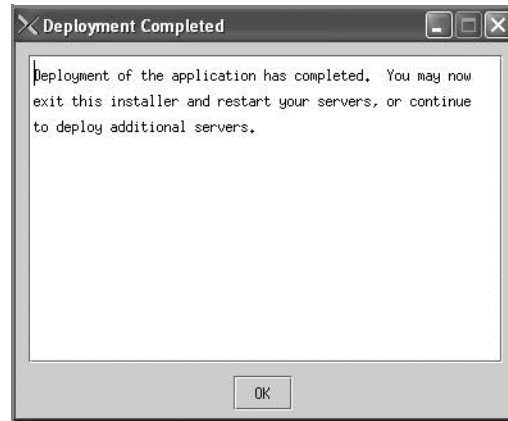 Deployment Completed
Deployment of the application has completed.  You may now
exit this installer and restart your servers, or continue
to deploy additional servers.
OK